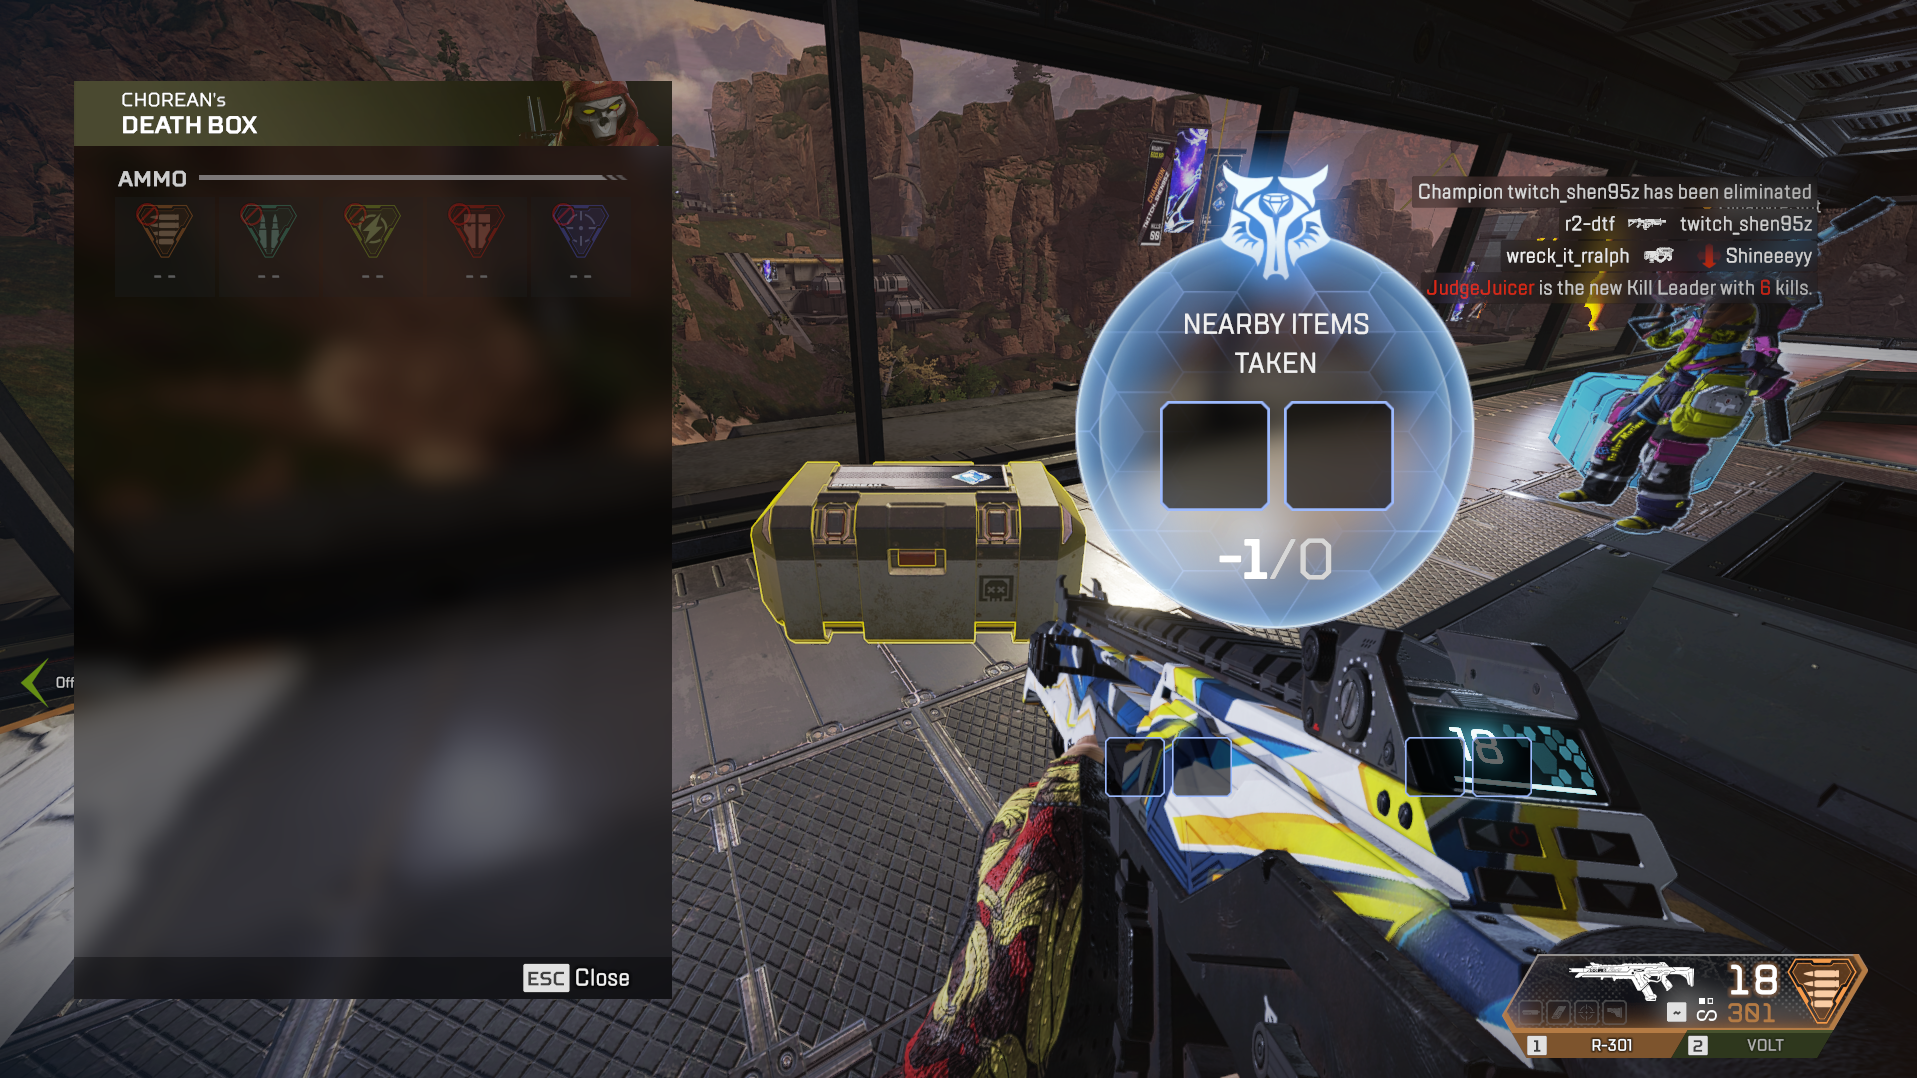 CHOREAN's
DEATH BOX
AMMO
-- -- -- -- --
ESC Close
Off
NEARBY ITEMS
TAKEN
-1/0
Champion twitch_shen95z has been eliminated
r2-dtf twitch_shen95z
wreck_it_rralph Shineeeyy
JudgeJuicer is the new Kill Leader with 6 kills.
18
18
301
1 R-301 2 VOLT